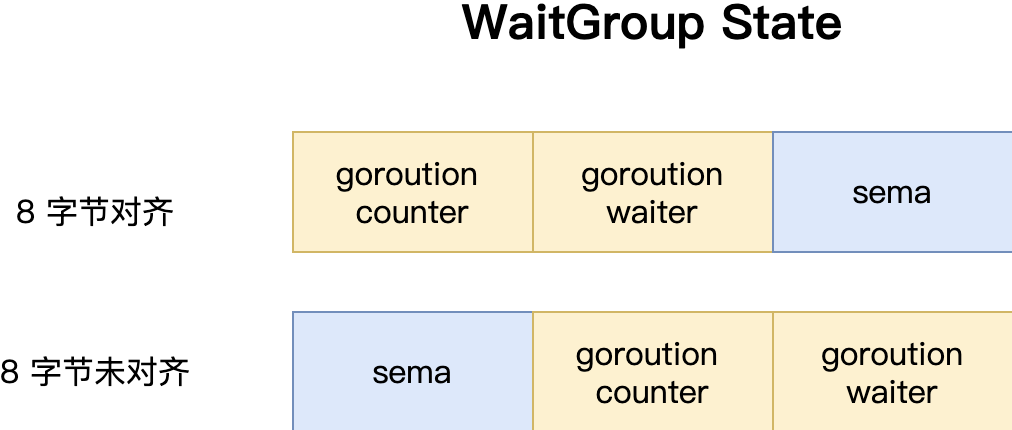 WaitGroup State
8 字节对齐
goroution
counter
goroution
waiter
sema
8 字节未对齐
sema
goroution
counter
goroution
waiter